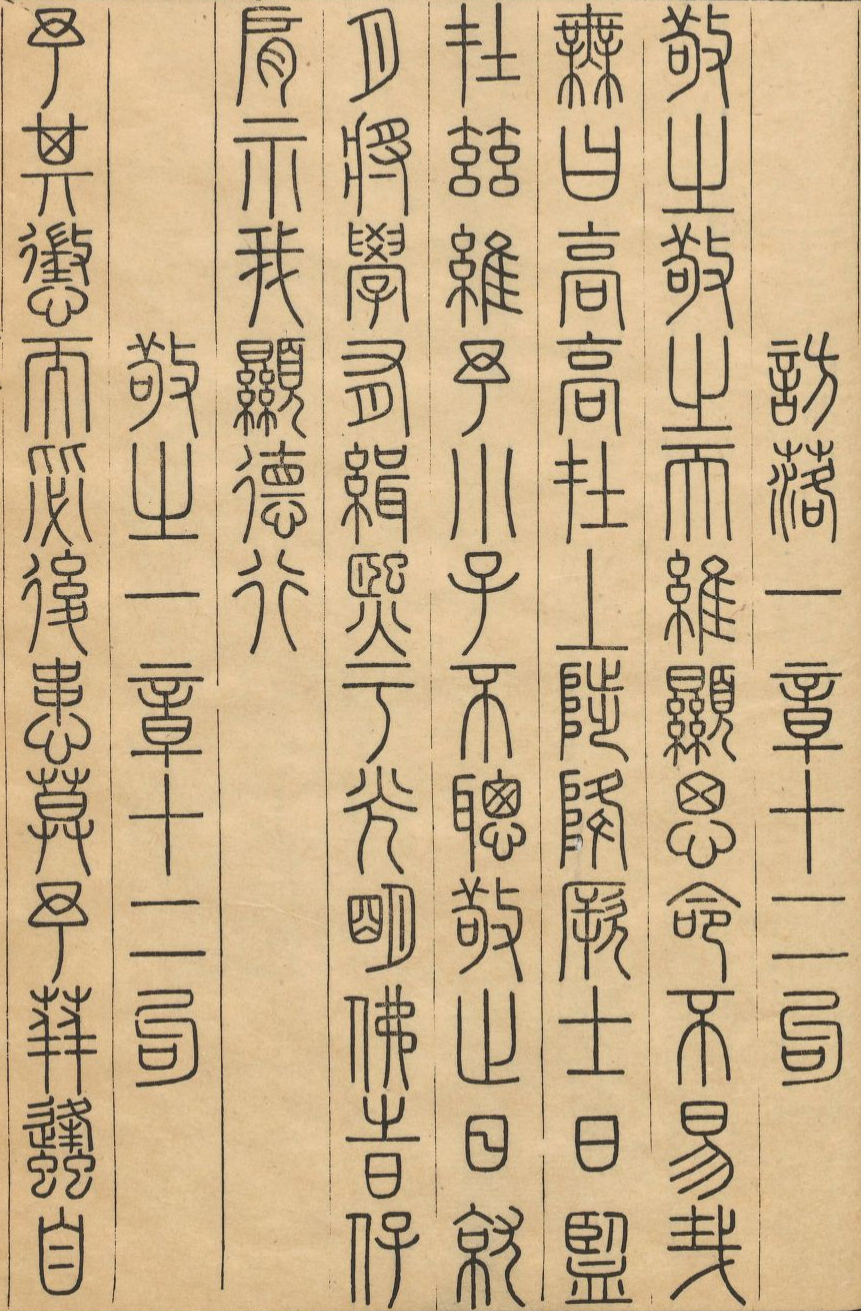 訪落一章十二句
敬之敬之天維顯思命不易哉
無曰高高在上陟降厥士日監
在茲維予小子不聰敬止日就
月將學有緝熙于光明佛時仔
肩示我顯德行
敬之一章十二句
予其懲而毖後患莫予荓蜂自